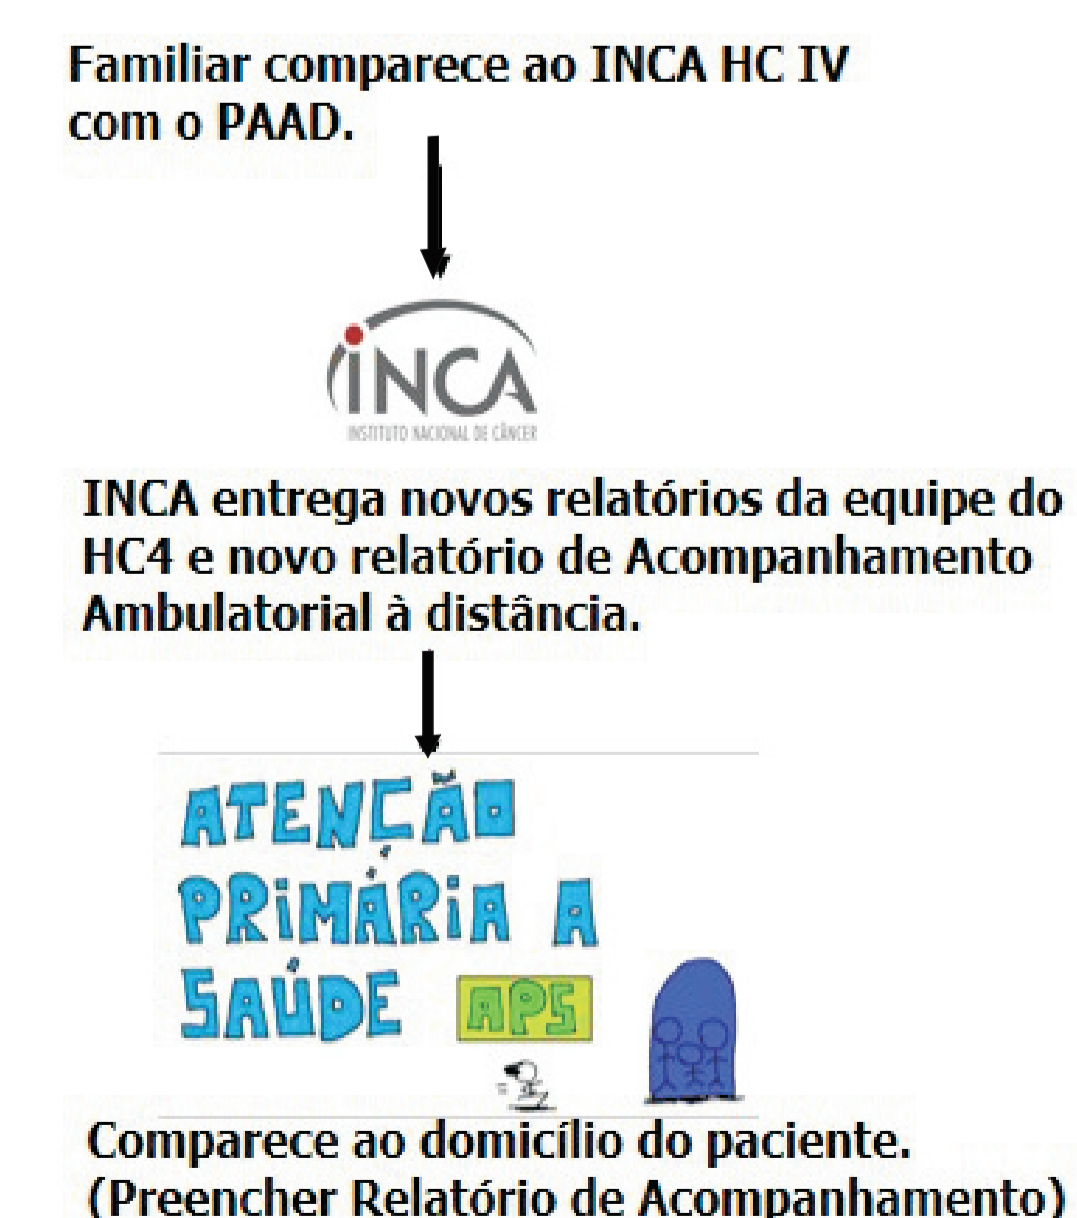 Familiar comparece ao INCA HC IV
com o PAAD.
INCA
INSTITUTO NACIONAL DE CÂNCER
INCA entrega novos relatórios da equipe do
HC4 e novo relatório de Acompanhamento
Ambulatorial à distância.
ATENÇÃO
PRIMÁRIA A
SAÚDE APS
Comparece ao domicílio do paciente.
(Preencher Relatório de Acompanhamento)